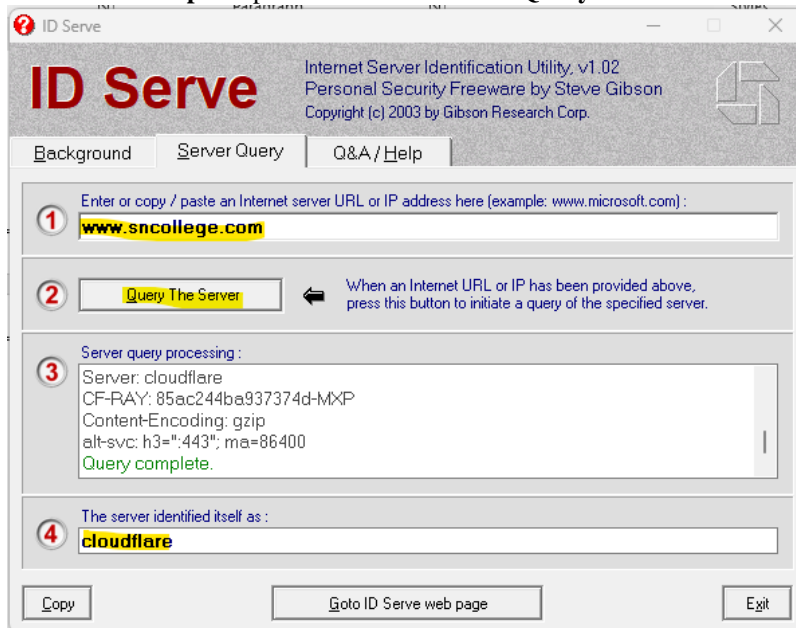 ID Serve
ID Serve
Internet Server Identification Utility, v1.02
Personal Security Freeware by Steve Gibson
Copyright (c) 2003 by Gibson Research Corp.
Background Server Query Q&A / Help
1
Enter or copy / paste an Internet server URL or IP address here (example: www.microsoft.com) :
www.sncollege.com
2
Query The Server
When an Internet URL or IP has been provided above,
press this button to initiate a query of the specified server.
3
Server query processing :
Server: cloudflare
CF-RAY: 85ac244ba937374d-MXP
Content-Encoding: gzip
alt-svc: h3=":443"; ma=86400
Query complete.
4
The server identified itself as :
cloudflare
Copy Goto ID Serve web page Exit